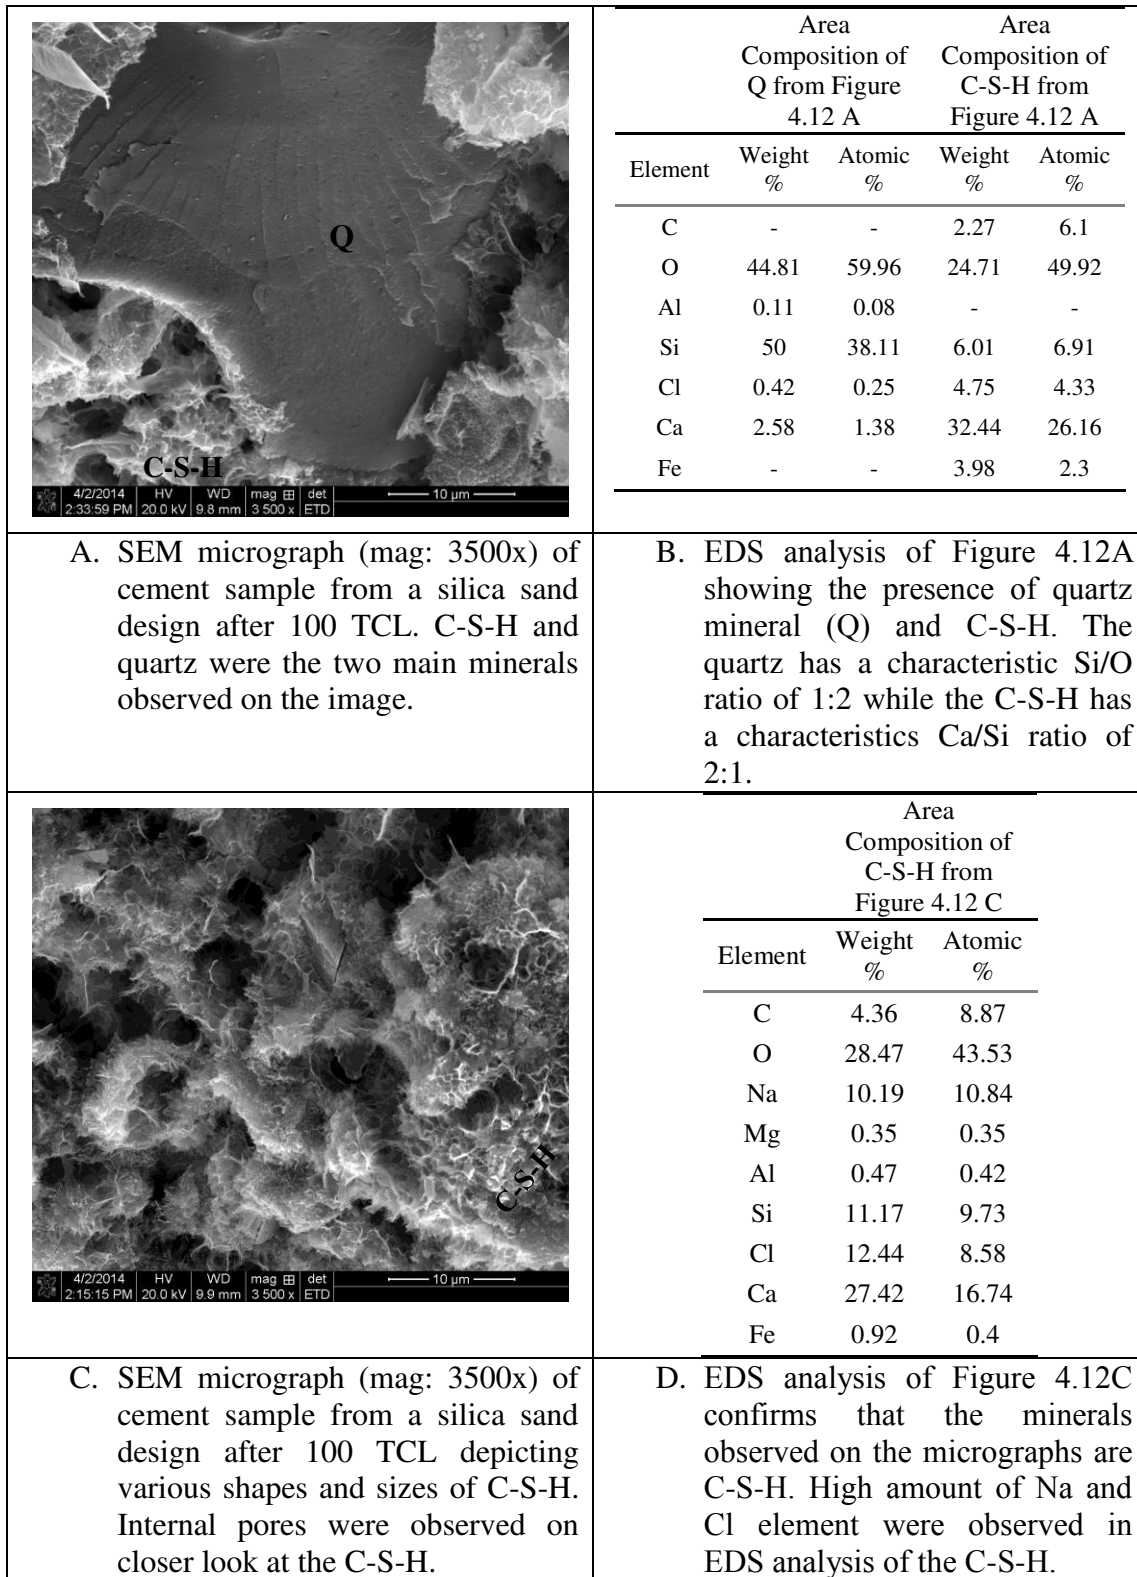 Q
C-S-H
4/2/2014 HV WD mag ⊞ det 10 µm
2:33:59 PM 20.0 kV 9.8 mm 3 500 x ETD
Area Area
Composition of Composition of
Q from Figure C-S-H from
4.12 A Figure 4.12 A
Element Weight % Atomic % Weight % Atomic %
C - - 2.27 6.1
O 44.81 59.96 24.71 49.92
Al 0.11 0.08 - -
Si 50 38.11 6.01 6.91
Cl 0.42 0.25 4.75 4.33
Ca 2.58 1.38 32.44 26.16
Fe - - 3.98 2.3
A. SEM micrograph (mag: 3500x) of
cement sample from a silica sand
design after 100 TCL. C-S-H and
quartz were the two main minerals
observed on the image.
B. EDS analysis of Figure 4.12A
showing the presence of quartz
mineral (Q) and C-S-H. The
quartz has a characteristic Si/O
ratio of 1:2 while the C-S-H has
a characteristics Ca/Si ratio of
2:1.
C-S-H
4/2/2014 HV WD mag ⊞ det 10 µm
2:15:15 PM 20.0 kV 9.9 mm 3 500 x ETD
Area
Composition of
C-S-H from
Figure 4.12 C
Element Weight % Atomic %
C 4.36 8.87
O 28.47 43.53
Na 10.19 10.84
Mg 0.35 0.35
Al 0.47 0.42
Si 11.17 9.73
Cl 12.44 8.58
Ca 27.42 16.74
Fe 0.92 0.4
C. SEM micrograph (mag: 3500x) of
cement sample from a silica sand
design after 100 TCL depicting
various shapes and sizes of C-S-H.
Internal pores were observed on
closer look at the C-S-H.
D. EDS analysis of Figure 4.12C
confirms that the minerals
observed on the micrographs are
C-S-H. High amount of Na and
Cl element were observed in
EDS analysis of the C-S-H.